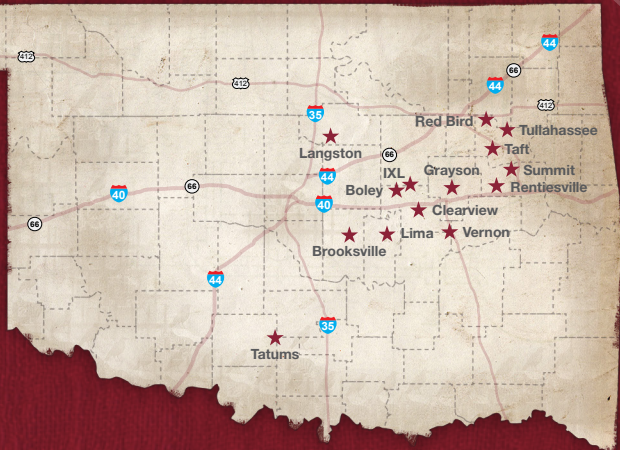 44
412
66
412
44
412
35
Red Bird
Tullahassee
Langston
66
Taft
44
IXL
Grayson
Summit
40
66
Boley
Rentiesville
40
Clearview
66
Brooksville
Lima
Vernon
44
35
Tatums